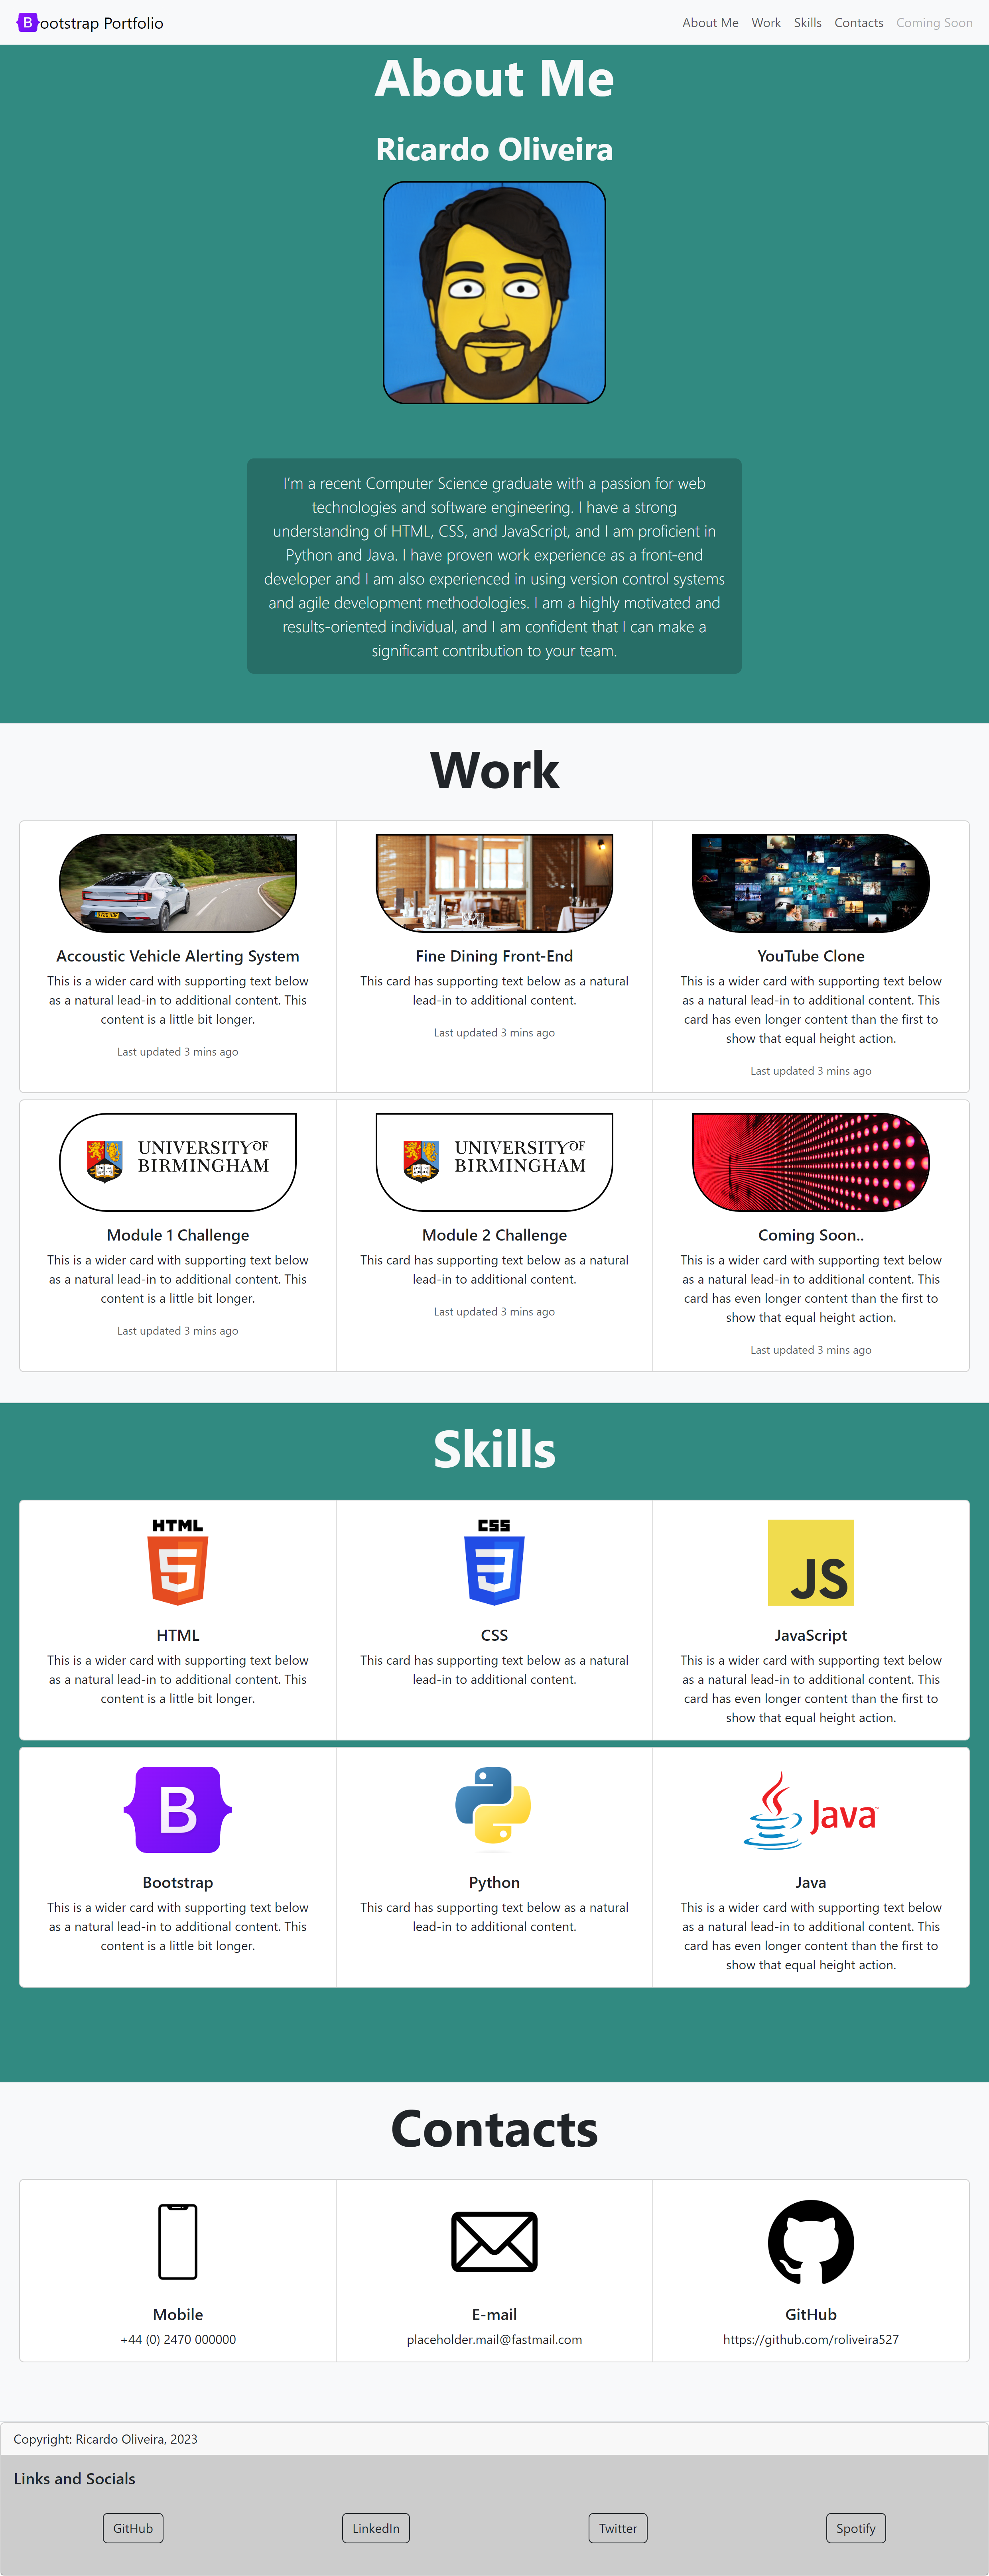 Bootstrap Portfolio
About Me Work Skills Contacts Coming Soon
About Me
Ricardo Oliveira
I'm a recent Computer Science graduate with a passion for web
technologies and software engineering. I have a strong
understanding of HTML, CSS, and JavaScript, and I am proficient in
Python and Java. I have proven work experience as a front-end
developer and I am also experienced in using version control systems
and agile development methodologies. I am a highly motivated and
results-oriented individual, and I am confident that I can make a
significant contribution to your team.
Work
Accoustic Vehicle Alerting System
This is a wider card with supporting text below
as a natural lead-in to additional content. This
content is a little bit longer.
Last updated 3 mins ago
Fine Dining Front-End
This card has supporting text below as a natural
lead-in to additional content.
Last updated 3 mins ago
YouTube Clone
This is a wider card with supporting text below
as a natural lead-in to additional content. This
card has even longer content than the first to
show that equal height action.
Last updated 3 mins ago
UNIVERSITY OF
BIRMINGHAM
Module 1 Challenge
This is a wider card with supporting text below
as a natural lead-in to additional content. This
content is a little bit longer.
Last updated 3 mins ago
UNIVERSITY OF
BIRMINGHAM
Module 2 Challenge
This card has supporting text below as a natural
lead-in to additional content.
Last updated 3 mins ago
Coming Soon..
This is a wider card with supporting text below
as a natural lead-in to additional content. This
card has even longer content than the first to
show that equal height action.
Last updated 3 mins ago
Skills
HTML
5
HTML
This is a wider card with supporting text below
as a natural lead-in to additional content. This
content is a little bit longer.
CSS
3
CSS
This card has supporting text below as a natural
lead-in to additional content.
JS
JavaScript
This is a wider card with supporting text below
as a natural lead-in to additional content. This
card has even longer content than the first to
show that equal height action.
B
Bootstrap
This is a wider card with supporting text below
as a natural lead-in to additional content. This
content is a little bit longer.
Python
This card has supporting text below as a natural
lead-in to additional content.
Java™
Java
This is a wider card with supporting text below
as a natural lead-in to additional content. This
card has even longer content than the first to
show that equal height action.
Contacts
Mobile
+44 (0) 2470 000000
E-mail
placeholder.mail@fastmail.com
GitHub
https://github.com/roliveira527
Copyright: Ricardo Oliveira, 2023
Links and Socials
GitHub LinkedIn Twitter Spotify